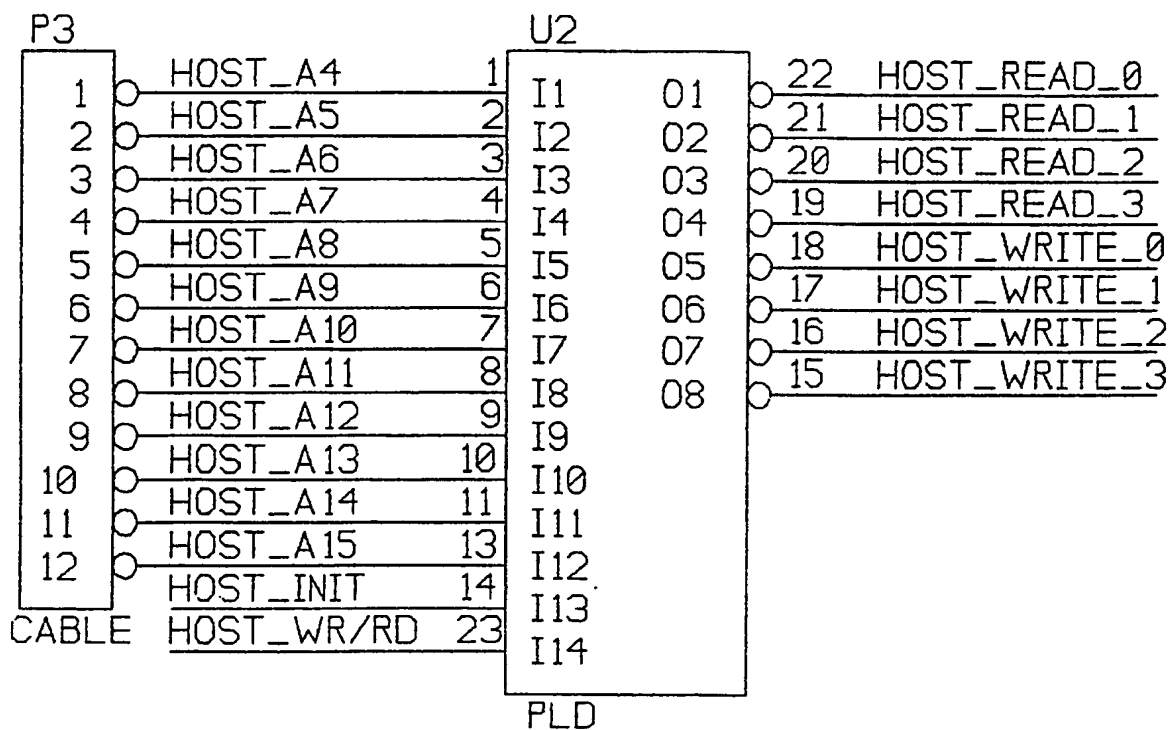 P3 U2
1 HOST_A4 1 I1 O1 22 HOST_READ_0
2 HOST_A5 2 I2 O2 21 HOST_READ_1
3 HOST_A6 3 I3 O3 20 HOST_READ_2
4 HOST_A7 4 I4 O4 19 HOST_READ_3
5 HOST_A8 5 I5 O5 18 HOST_WRITE_0
6 HOST_A9 6 I6 O6 17 HOST_WRITE_1
7 HOST_A10 7 I7 O7 16 HOST_WRITE_2
8 HOST_A11 8 I8 O8 15 HOST_WRITE_3
9 HOST_A12 9 I9
10 HOST_A13 10 I10
11 HOST_A14 11 I11
12 HOST_A15 13 I12
HOST_INIT 14 I13
CABLE HOST_WR/RD 23 I14
PLD